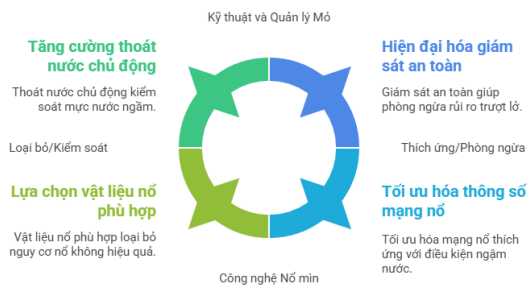 Kỹ thuật và Quản lý Mỏ
Tăng cường thoát
nước chủ động
Thoát nước chủ động kiểm
soát mực nước ngầm.
Hiện đại hóa giám
sát an toàn
Giám sát an toàn giúp
phòng ngừa rủi ro trượt lở.
Loại bỏ/Kiểm soát
Thích ứng/Phòng ngừa
Lựa chọn vật liệu nổ
phù hợp
Vật liệu nổ phù hợp loại bỏ
nguy cơ nổ không hiệu quả.
Tối ưu hóa thông số
mạng nổ
Tối ưu hóa mạng nổ thích
ứng với điều kiện ngậm
nước.
Công nghệ Nổ mìn